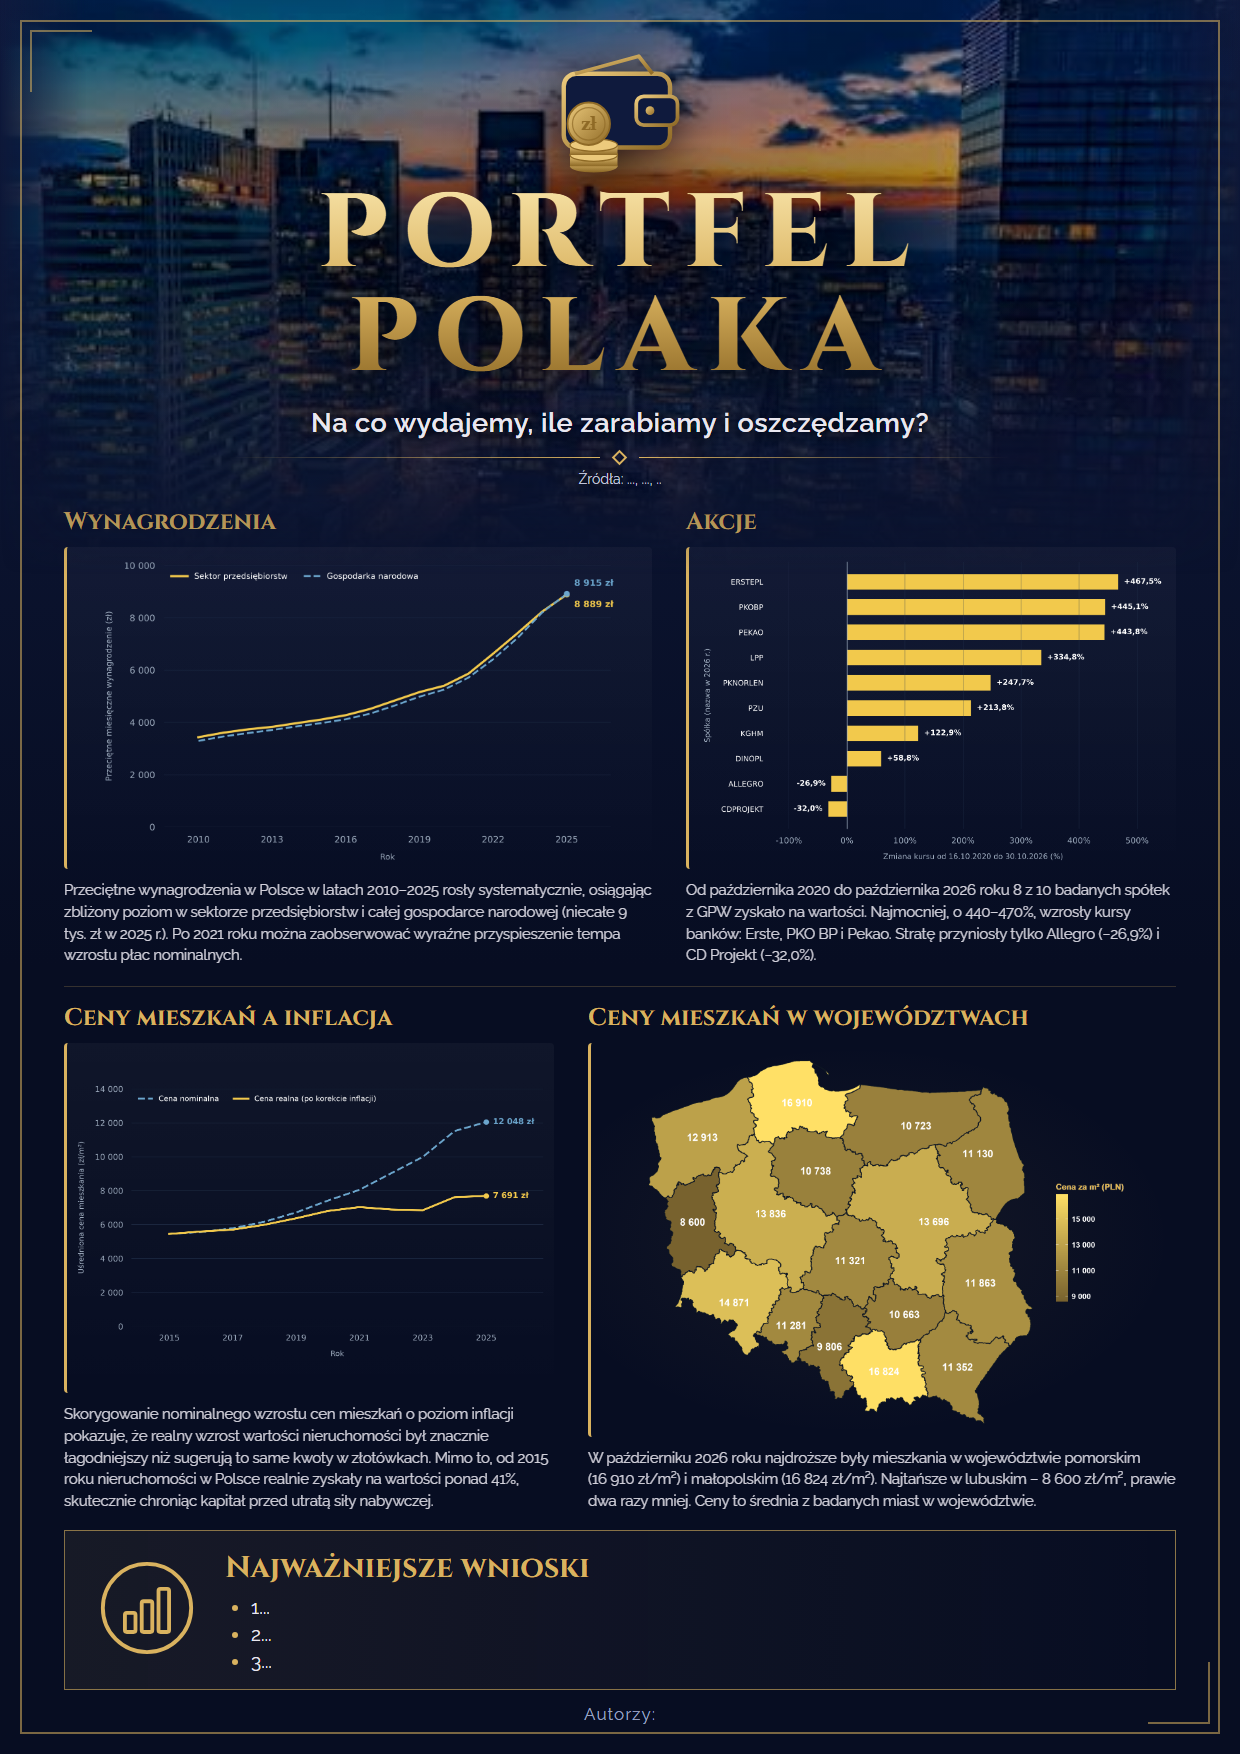 zł
PORTFEL
POLAKA
Na co wydajemy, ile zarabiamy i oszczędzamy?
Źródła: ..., ..., ..
Wynagrodzenia
10 000
8 000
6 000
4 000
2 000
0
Przeciętne miesięczne wynagrodzenie (zł)
Sektor przedsiębiorstw
Gospodarka narodowa
8 915 zł
8 889 zł
2010
2013
2016
2019
2022
2025
Rok
Przeciętne wynagrodzenia w Polsce w latach 2010–2025 rosły systematycznie, osiągając
zbliżony poziom w sektorze przedsiębiorstw i całej gospodarce narodowej (niecałe 9
tys. zł w 2025 r.). Po 2021 roku można zaobserwować wyraźne przyspieszenie tempa
wzrostu płac nominalnych.
Akcje
Spółka (nazwa w 2026 r.)
ERSTEPL +467,5%
PKOBP +445,1%
PEKAO +443,8%
LPP +334,8%
PKNORLEN +247,7%
PZU +213,8%
KGHM +122,9%
DINOPL +58,8%
ALLEGRO -26,9%
CDPROJEKT -32,0%
-100% 0% 100% 200% 300% 400% 500%
Zmiana kursu od 16.10.2020 do 30.10.2026 (%)
Od października 2020 do października 2026 roku 8 z 10 badanych spółek
z GPW zyskało na wartości. Najmocniej, o 440–470%, wzrosły kursy
banków: Erste, PKO BP i Pekao. Stratę przyniosły tylko Allegro (−26,9%) i
CD Projekt (−32,0%).
Ceny mieszkań a inflacja
14 000
12 000
10 000
8 000
6 000
4 000
2 000
0
Uśredniona cena mieszkania (zł/m²)
Cena nominalna
Cena realna (po korekcie inflacji)
12 048 zł
7 691 zł
2015
2017
2019
2021
2023
2025
Rok
Skorygowanie nominalnego wzrostu cen mieszkań o poziom inflacji
pokazuje, że realny wzrost wartości nieruchomości był znacznie
łagodniejszy niż sugerują to same kwoty w złotówkach. Mimo to, od 2015
roku nieruchomości w Polsce realnie zyskały na wartości ponad 41%,
skutecznie chroniąc kapitał przed utratą siły nabywczej.
Ceny mieszkań w województwach
16 910
12 913
10 723
11 130
10 738
8 600
13 836
13 696
11 321
11 863
14 871
11 281
10 663
9 806
16 824
11 352
Cena za m² (PLN)
15 000
13 000
11 000
9 000
W październiku 2026 roku najdroższe były mieszkania w województwie pomorskim
(16 910 zł/m²) i małopolskim (16 824 zł/m²). Najtańsze w lubuskim – 8 600 zł/m², prawie
dwa razy mniej. Ceny to średnia z badanych miast w województwie.
Najważniejsze wnioski
• 1...
• 2...
• 3...
Autorzy: